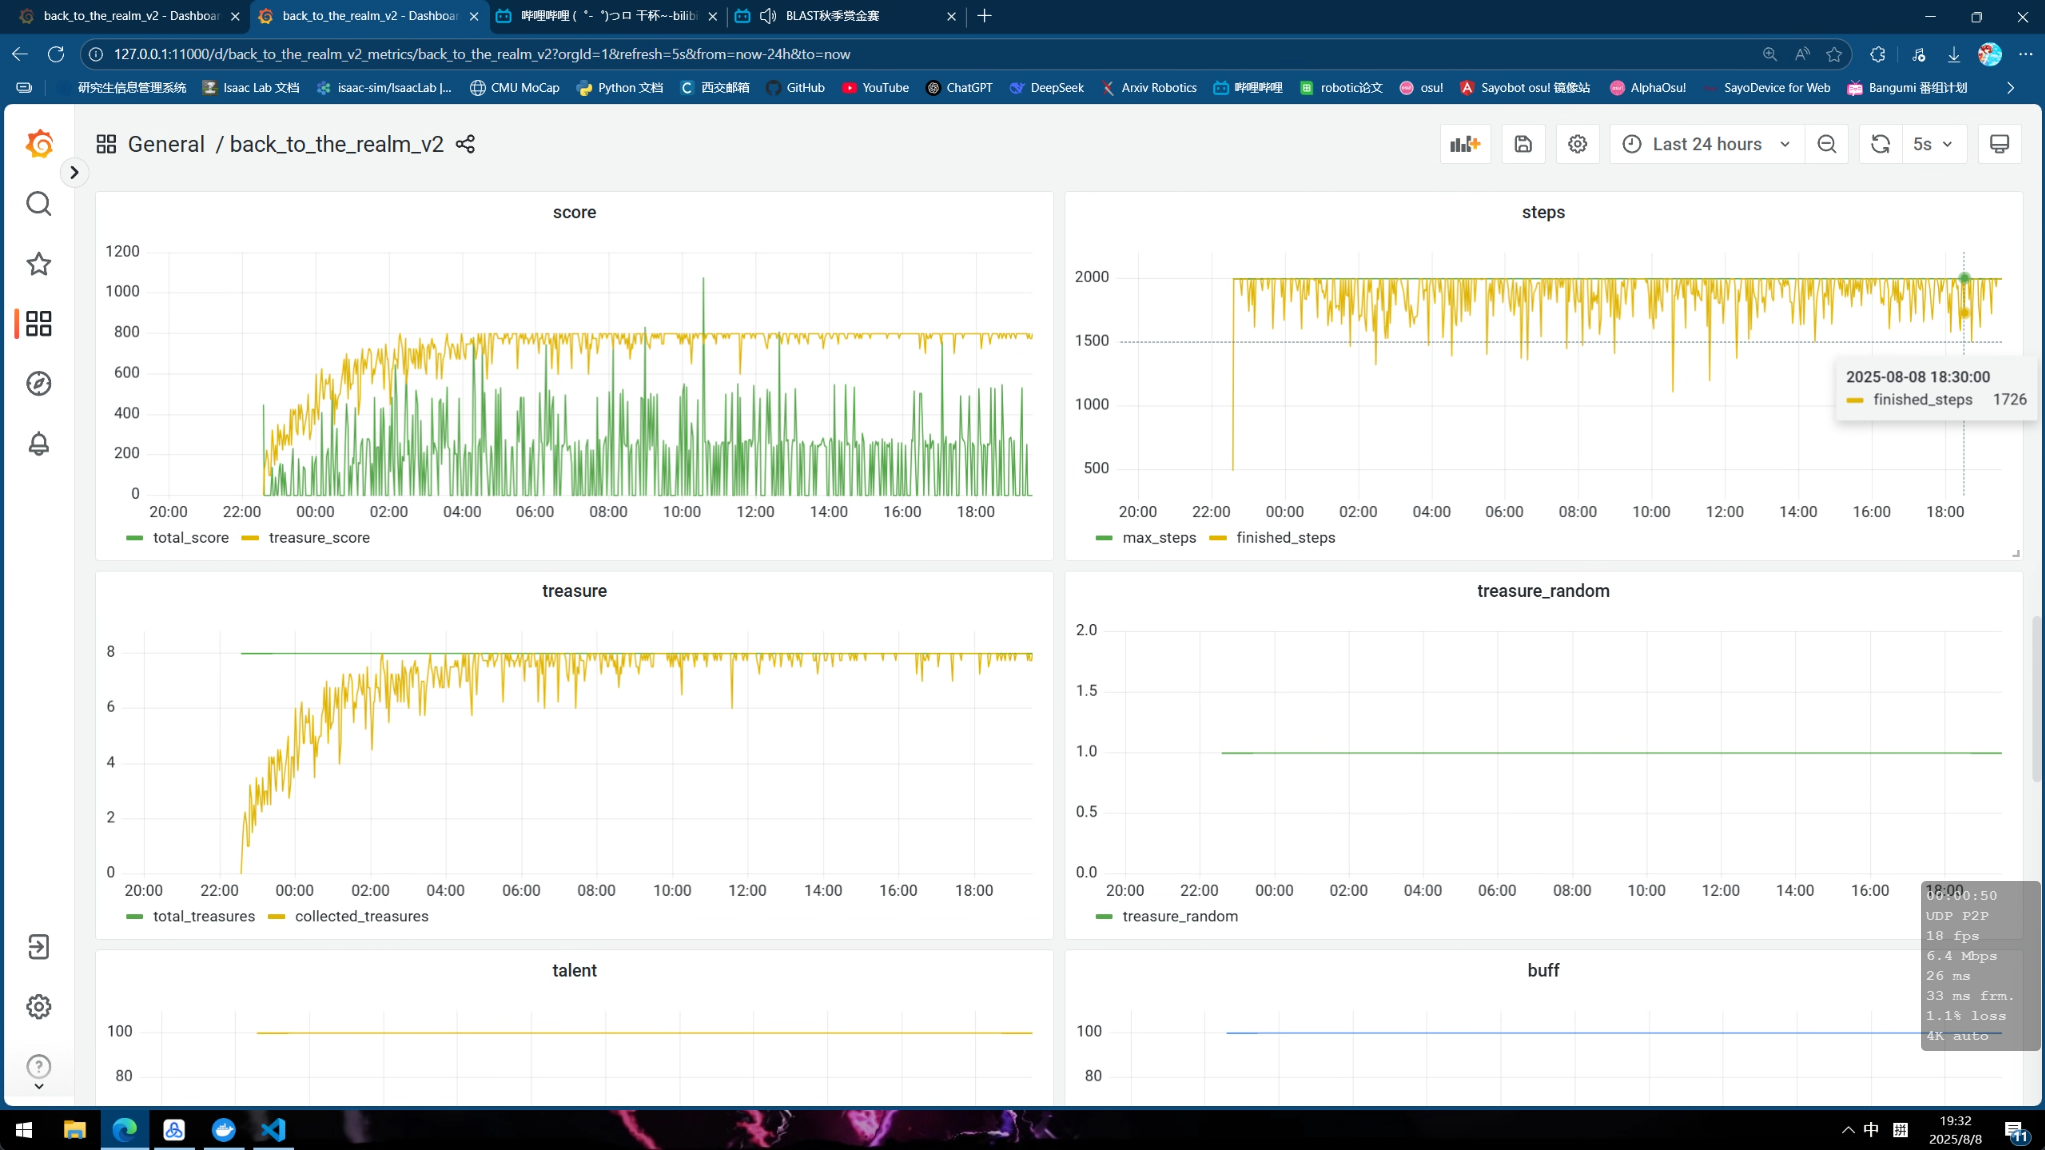 back_to_the_realm_v2 - Dashboar
back_to_the_realm_v2 - Dashboar
哔哩哔哩 (゜-゜)つロ 干杯~-bilibi
BLAST秋季赏金赛
127.0.0.1:11000/d/back_to_the_realm_v2_metrics/back_to_the_realm_v2?orgId=1&refresh=5s&from=now-24h&to=now
研究生信息管理系统
Isaac Lab 文档
isaac-sim/IsaacLab |...
CMU MoCap
Python 文档
西交邮箱
GitHub
YouTube
ChatGPT
DeepSeek
Arxiv Robotics
哔哩哔哩
robotic论文
osu!
Sayobot osu! 镜像站
AlphaOsu!
SayoDevice for Web
Bangumi 番组计划
General / back_to_the_realm_v2
Last 24 hours
5s
score
1200
1000
800
600
400
200
0
20:00 22:00 00:00 02:00 04:00 06:00 08:00 10:00 12:00 14:00 16:00 18:00
total_score treasure_score
steps
2000
1500
1000
500
20:00 22:00 00:00 02:00 04:00 06:00 08:00 10:00 12:00 14:00 16:00 18:00
max_steps finished_steps
2025-08-08 18:30:00
finished_steps 1726
treasure
8
6
4
2
0
20:00 22:00 00:00 02:00 04:00 06:00 08:00 10:00 12:00 14:00 16:00 18:00
total_treasures collected_treasures
treasure_random
2.0
1.5
1.0
0.5
0.0
20:00 22:00 00:00 02:00 04:00 06:00 08:00 10:00 12:00 14:00 16:00 18:00
treasure_random
00:00:50
UDP P2P
18 fps
6.4 Mbps
26 ms
33 ms frm.
1.1% loss
4K auto
talent
100
80
buff
100
80
中
拼
19:32
2025/8/8
11